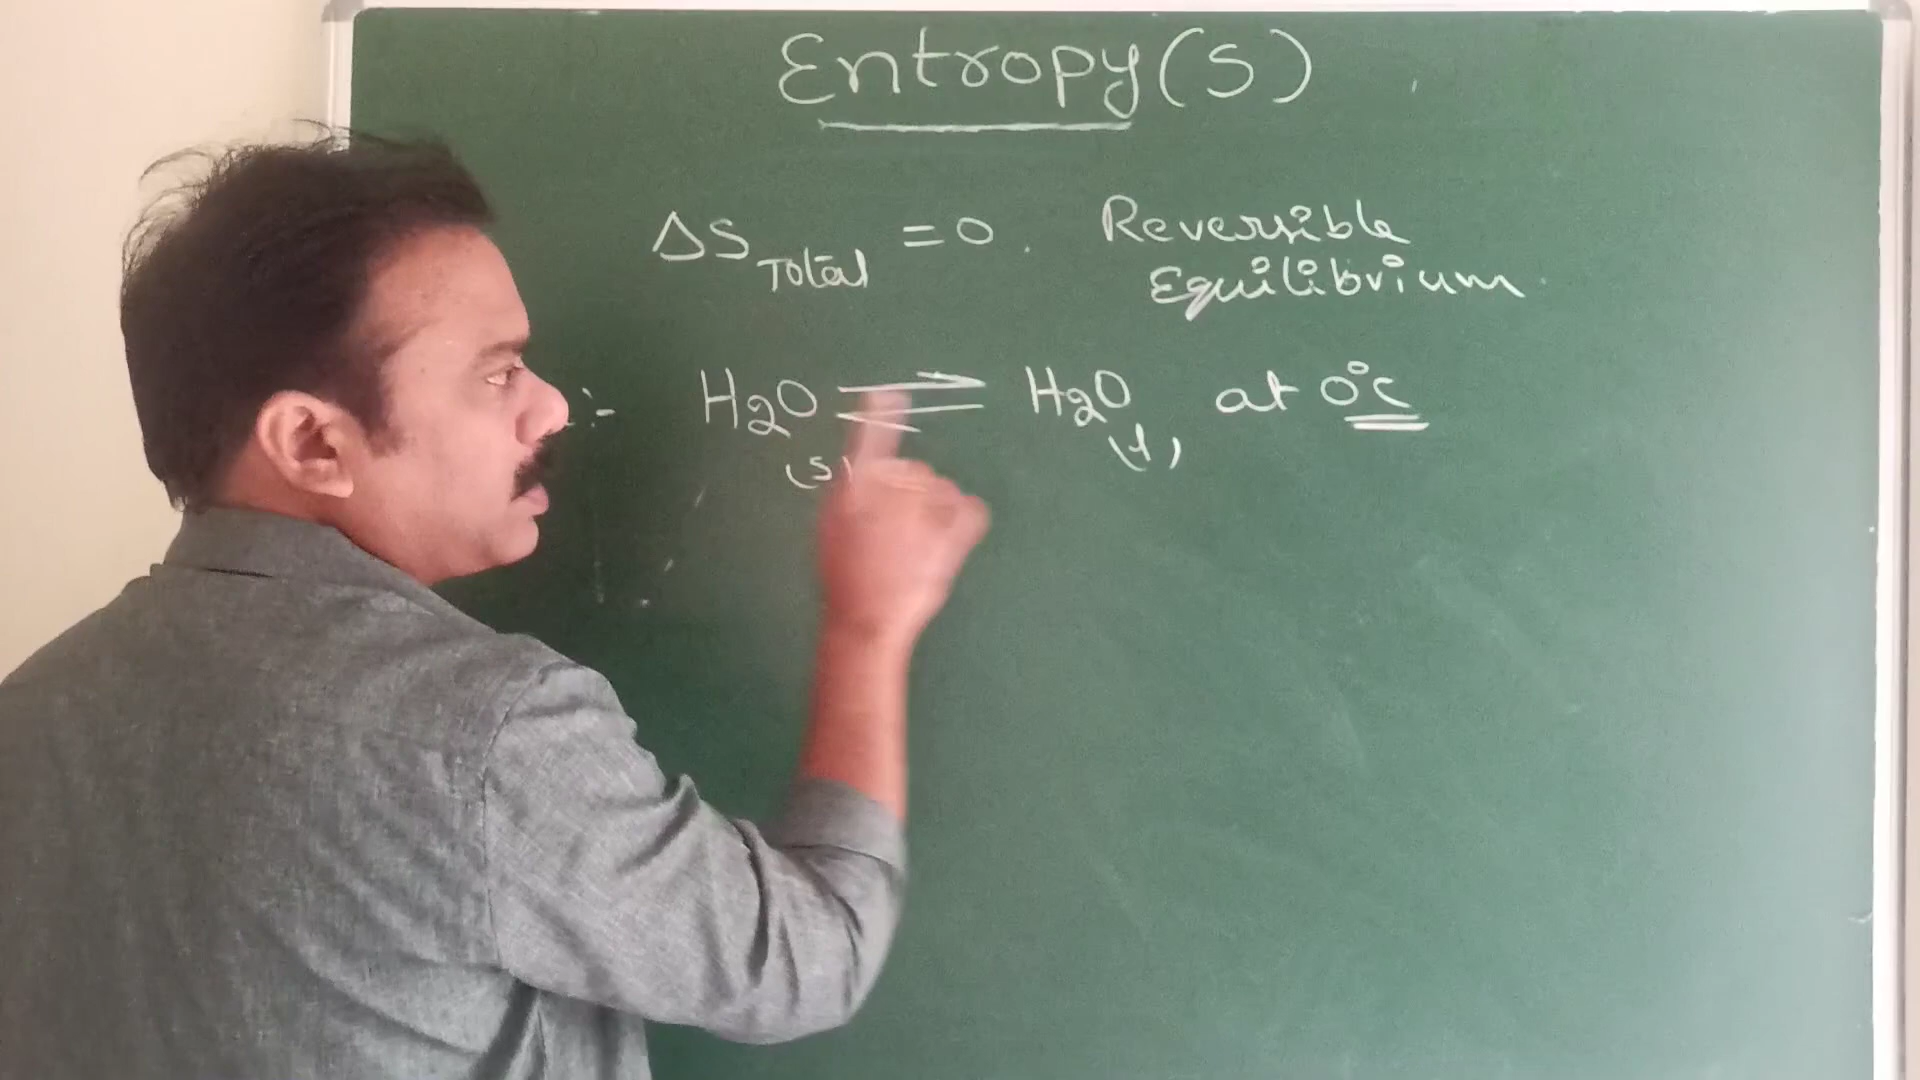 Entropy (S)
ΔS Total = 0. Reversible
Equilibrium.
:- H2O ⇌ H2O at 0°C
(s) (l)